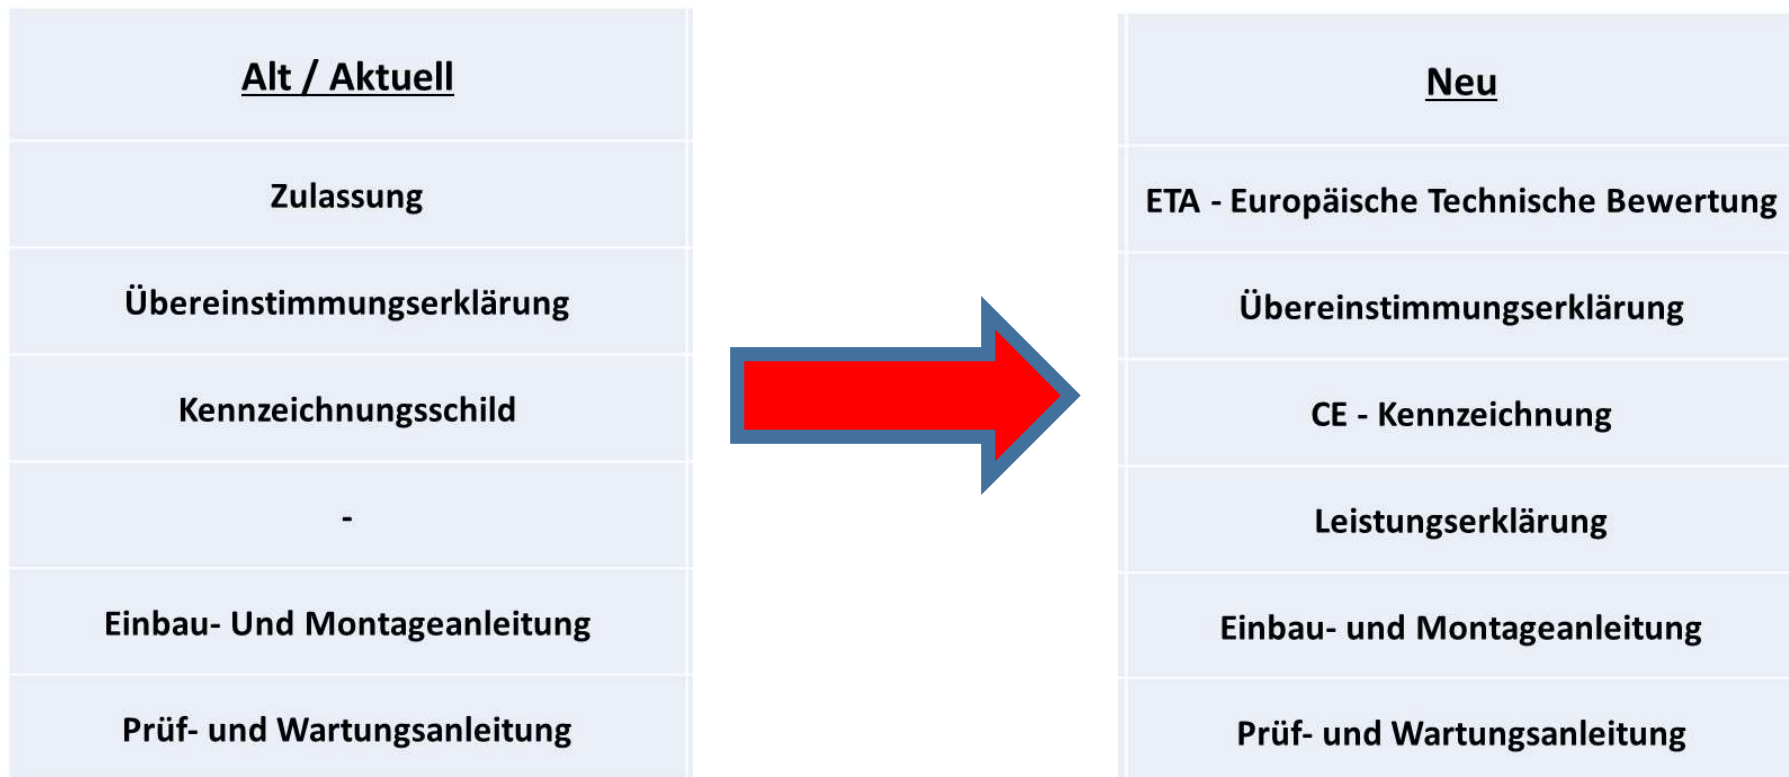 Alt / Aktuell
Zulassung
Übereinstimmungserklärung
Kennzeichnungsschild
-
Einbau- Und Montageanleitung
Prüf- und Wartungsanleitung
Neu
ETA - Europäische Technische Bewertung
Übereinstimmungserklärung
CE - Kennzeichnung
Leistungserklärung
Einbau- und Montageanleitung
Prüf- und Wartungsanleitung